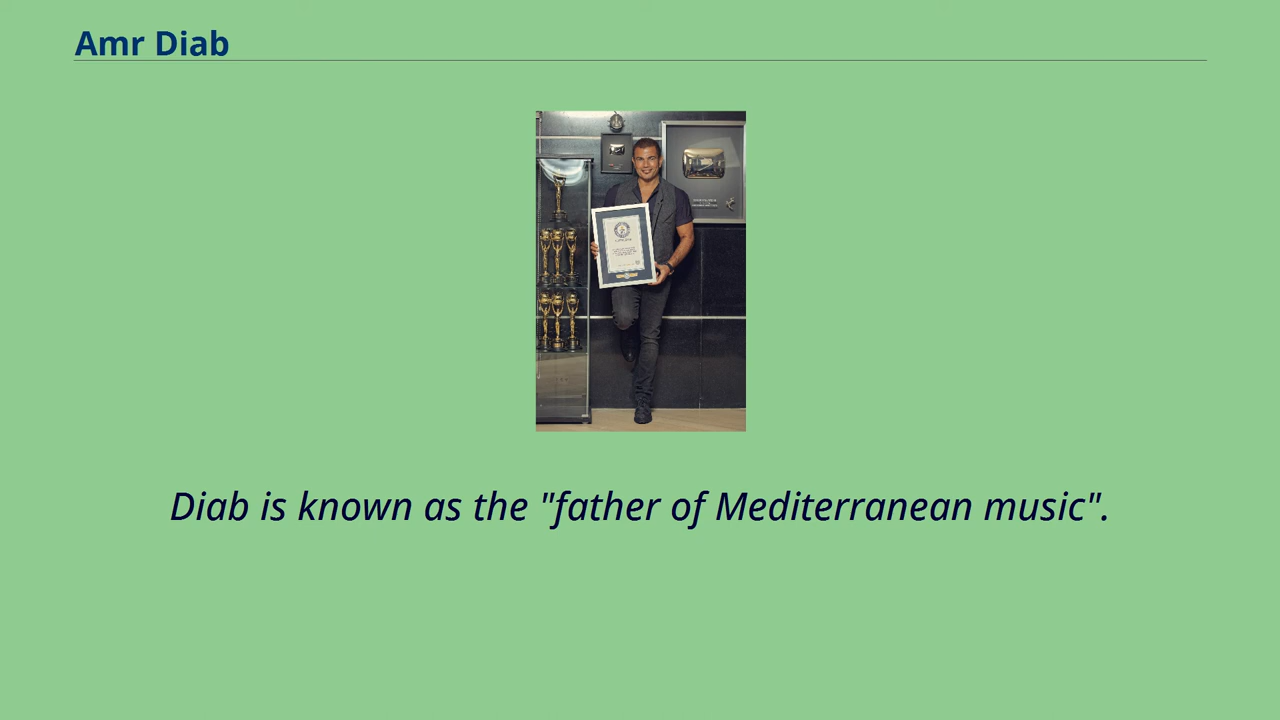 Amr Diab
Diab is known as the "father of Mediterranean music".